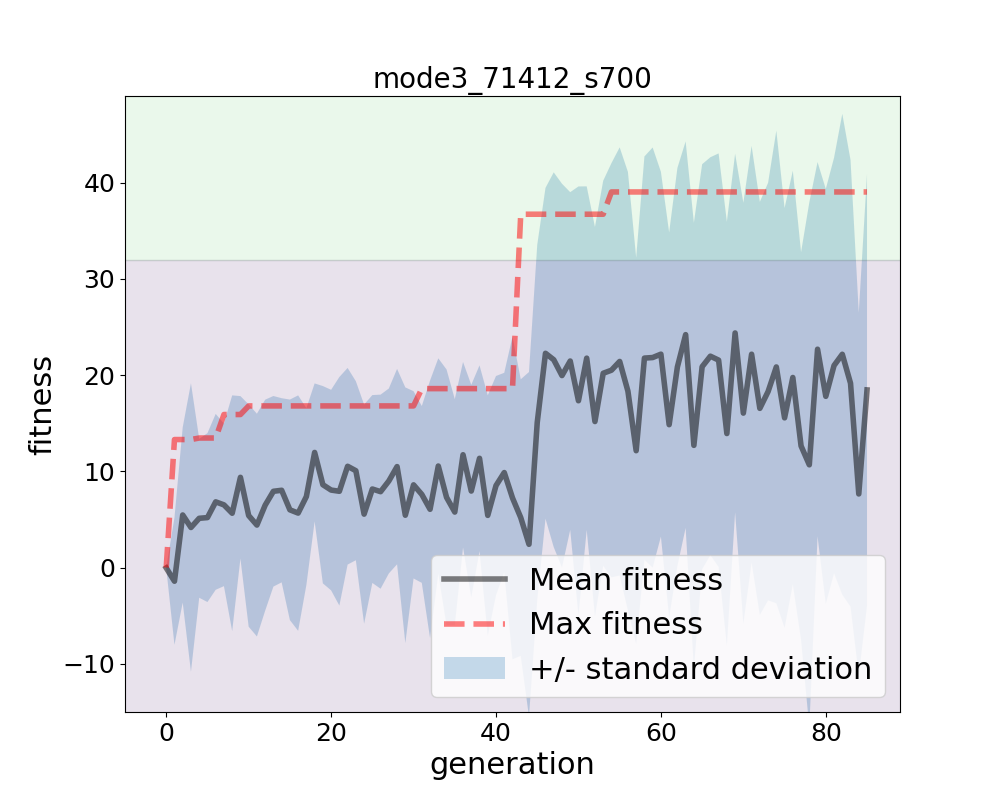 mode3_71412_s700
fitness
40
30
20
10
0
−10
Mean fitness
Max fitness
+/- standard deviation
0 20 40 60 80
generation